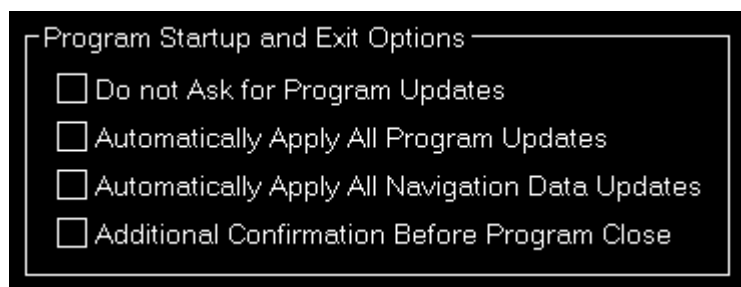 Program Startup and Exit Options
Do not Ask for Program Updates
Automatically Apply All Program Updates
Automatically Apply All Navigation Data Updates
Additional Confirmation Before Program Close